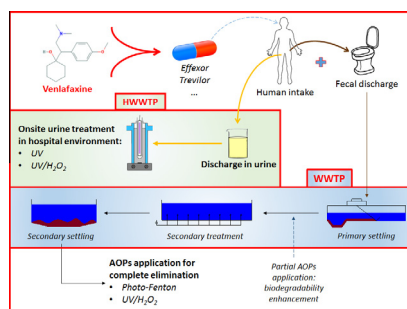 N
H
O
O
Venlafaxine
Effexor
Trevilor
...
Human intake
Fecal discharge
HWWTP
Onsite urine treatment
in hospital environment:
• UV
• UV/H₂O₂
Discharge in urine
WWTP
Secondary settling
Secondary treatment
Primary settling
AOPs application for
complete elimination
• Photo-Fenton
• UV/H₂O₂
Partial AOPs
application:
biodegradability
enhancement